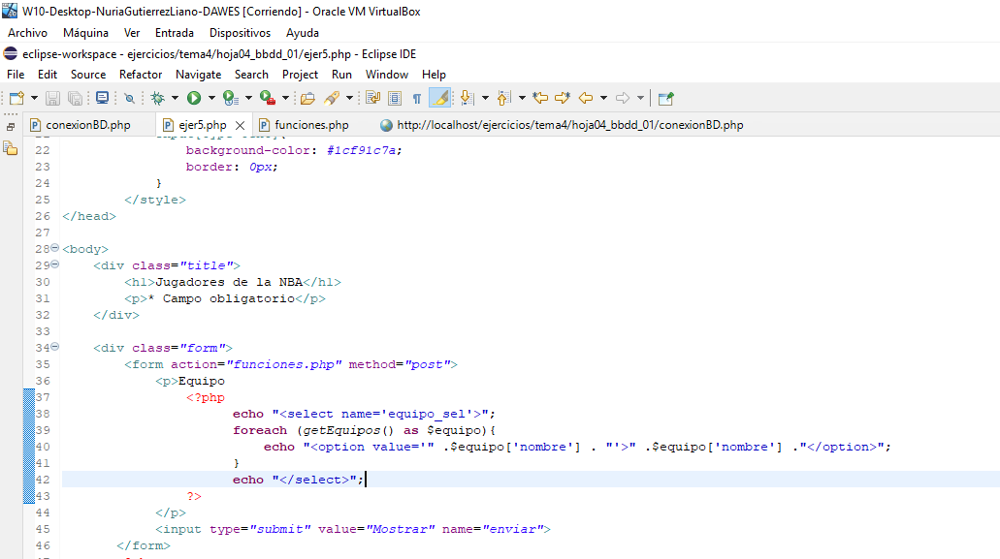 W10-Desktop-NuriaGutierrezLiano-DAWES [Corriendo] - Oracle VM VirtualBox
Archivo Máquina Ver Entrada Dispositivos Ayuda
eclipse-workspace - ejercicios/tema4/hoja04_bbdd_01/ejer5.php - Eclipse IDE
File Edit Source Refactor Navigate Search Project Run Window Help
conexionBD.php ejer5.php funciones.php http://localhost/ejercicios/tema4/hoja04_bbdd_01/conexionBD.php
22 background-color: #1cf91c7a;
23 border: 0px;
24 }
25 </style>
26 </head>
27
28 <body>
29 <div class="title">
30 <h1>Jugadores de la NBA</h1>
31 <p>* Campo obligatorio</p>
32 </div>
33
34 <div class="form">
35 <form action="funciones.php" method="post">
36 <p>Equipo
37 <?php
38 echo "<select name='equipo_sel'>";
39 foreach (getEquipos() as $equipo){
40 echo "<option value='" .$equipo['nombre'] . "'>" .$equipo['nombre'] ."</option>";
41 }
42 echo "</select>";
43 ?>
44 </p>
45 <input type="submit" value="Mostrar" name="enviar">
46 </form>